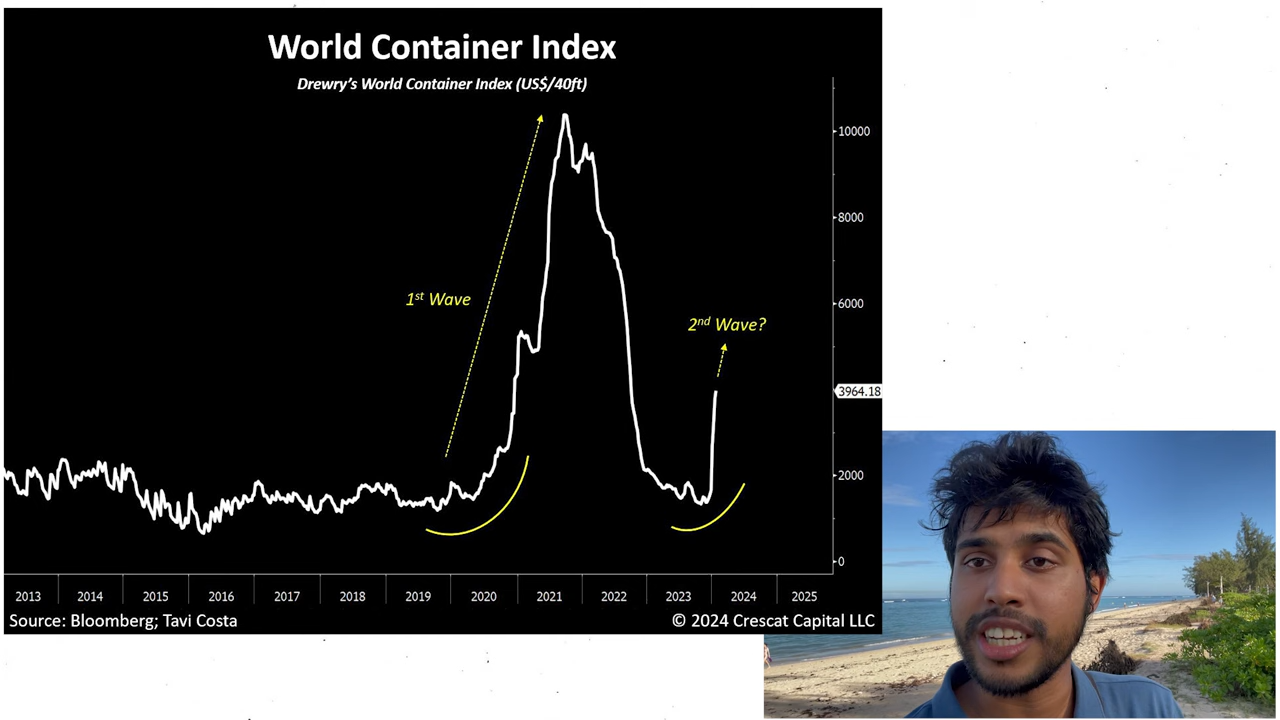 World Container Index
Drewry's World Container Index (US$/40ft)
10000
8000
1st Wave
6000
2nd Wave?
3964.18
2000
0
2013 2014 2015 2016 2017 2018 2019 2020 2021 2022 2023 2024 2025
Source: Bloomberg; Tavi Costa © 2024 Crescat Capital LLC